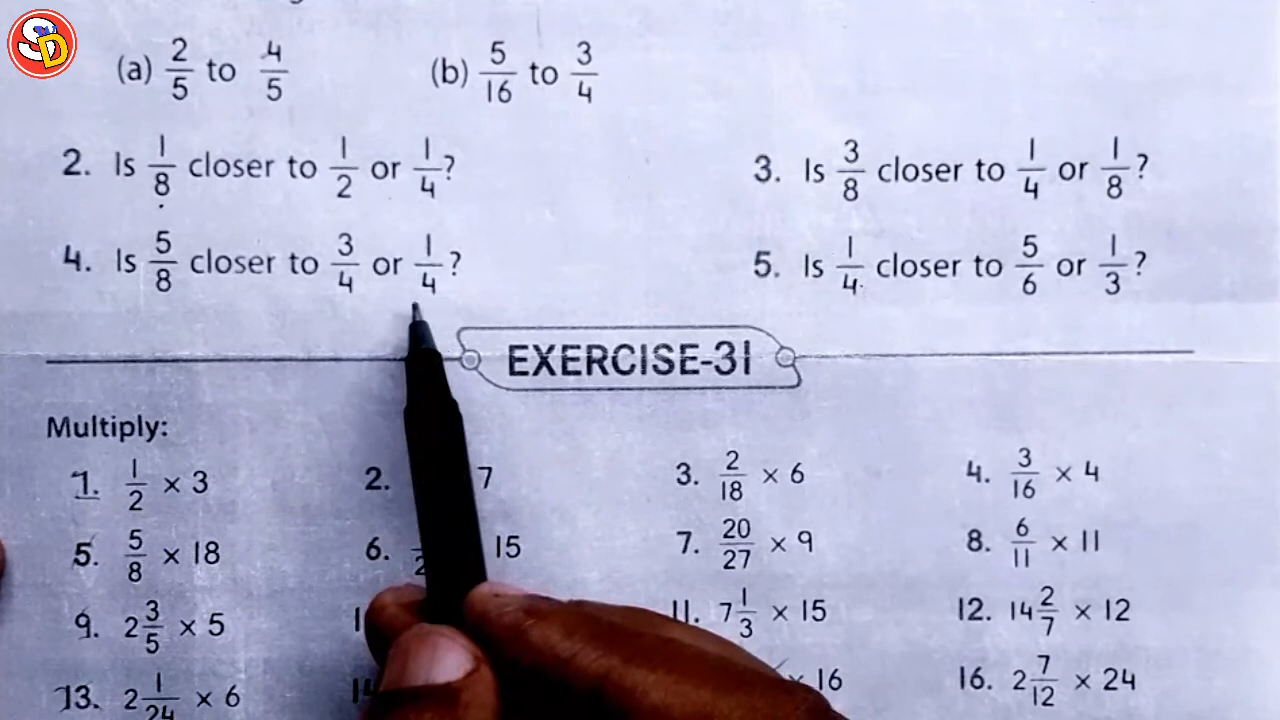 SD
(a) 2/5 to 4/5 (b) 5/16 to 3/4
2. Is 1/8 closer to 1/2 or 1/4? 3. Is 3/8 closer to 1/4 or 1/8?
4. Is 5/8 closer to 3/4 or 1/4? 5. Is 1/4 closer to 5/6 or 1/3?
EXERCISE-3I
Multiply:
1. 1/2 × 3 2. 7 3. 2/18 × 6 4. 3/16 × 4
5. 5/8 × 18 6. 15 7. 20/27 × 9 8. 6/11 × 11
9. 2 3/5 × 5 11. 7 1/3 × 15 12. 14 2/7 × 12
13. 2 1/24 × 6 × 16 16. 2 7/12 × 24